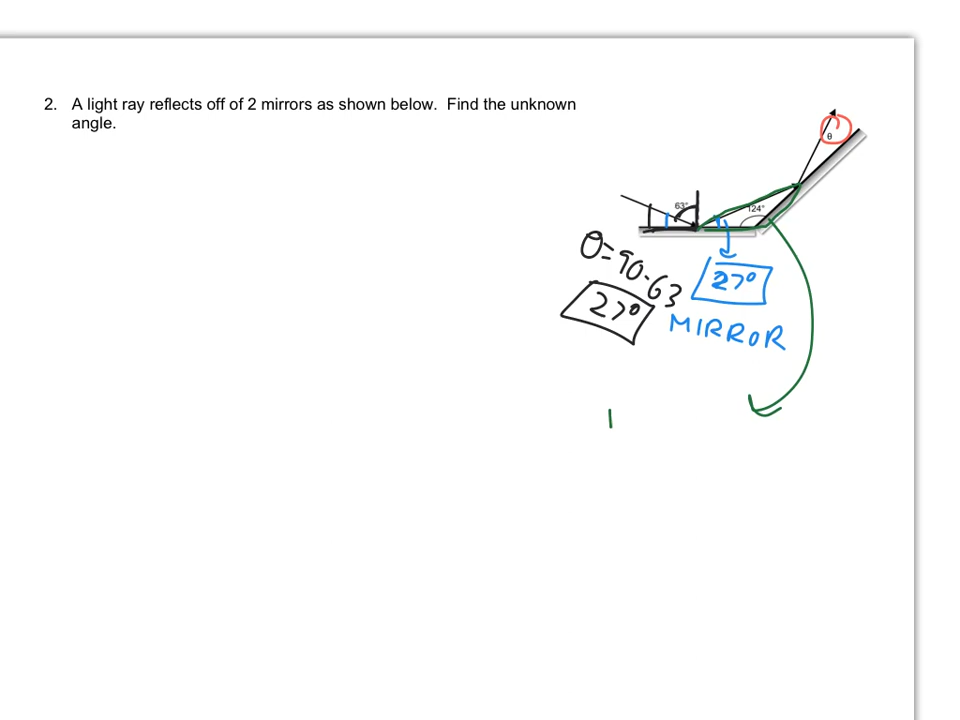 2. A light ray reflects off of 2 mirrors as shown below. Find the unknown
angle.
θ
63°
124°
θ=90-63
27°
27°
MIRROR